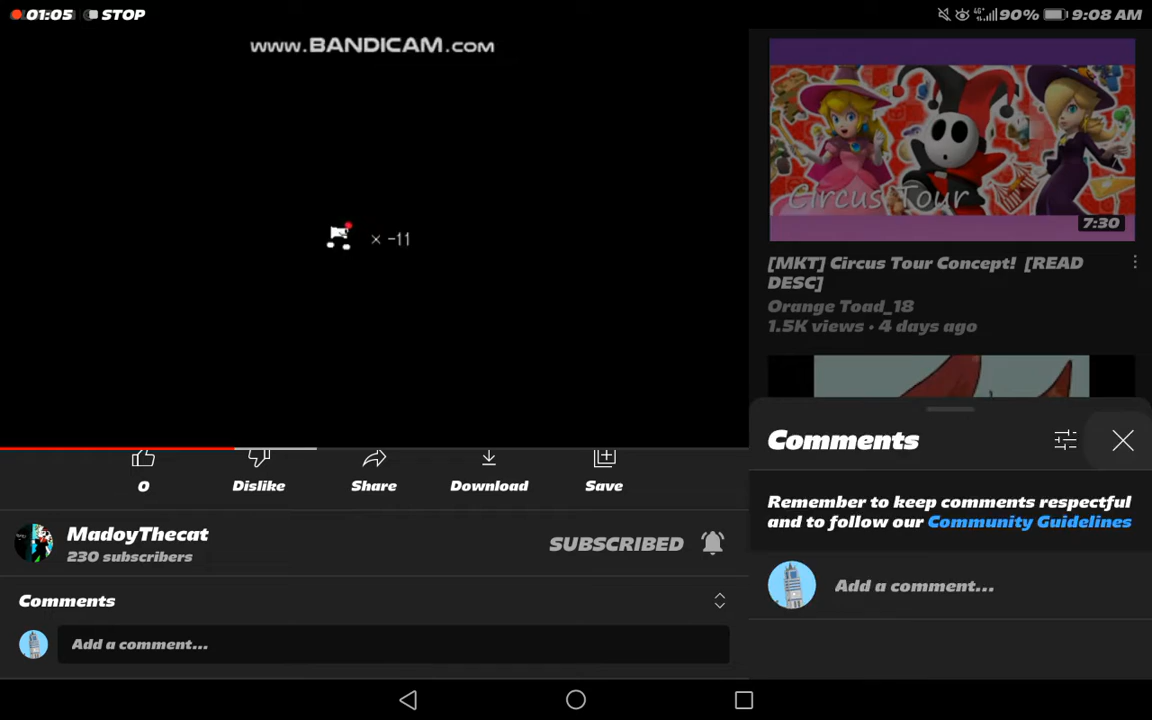 01:05 STOP
4G 90% 9:08 AM
www.BANDICAM.com
× -11
Circus Tour
7:30
[MKT] Circus Tour Concept! [READ
DESC]
Orange Toad_18
1.5K views • 4 days ago
0
Dislike
Share
Download
Save
MadoyThecat
230 subscribers
SUBSCRIBED
Comments
Add a comment...
Comments
Remember to keep comments respectful
and to follow our Community Guidelines
Add a comment...